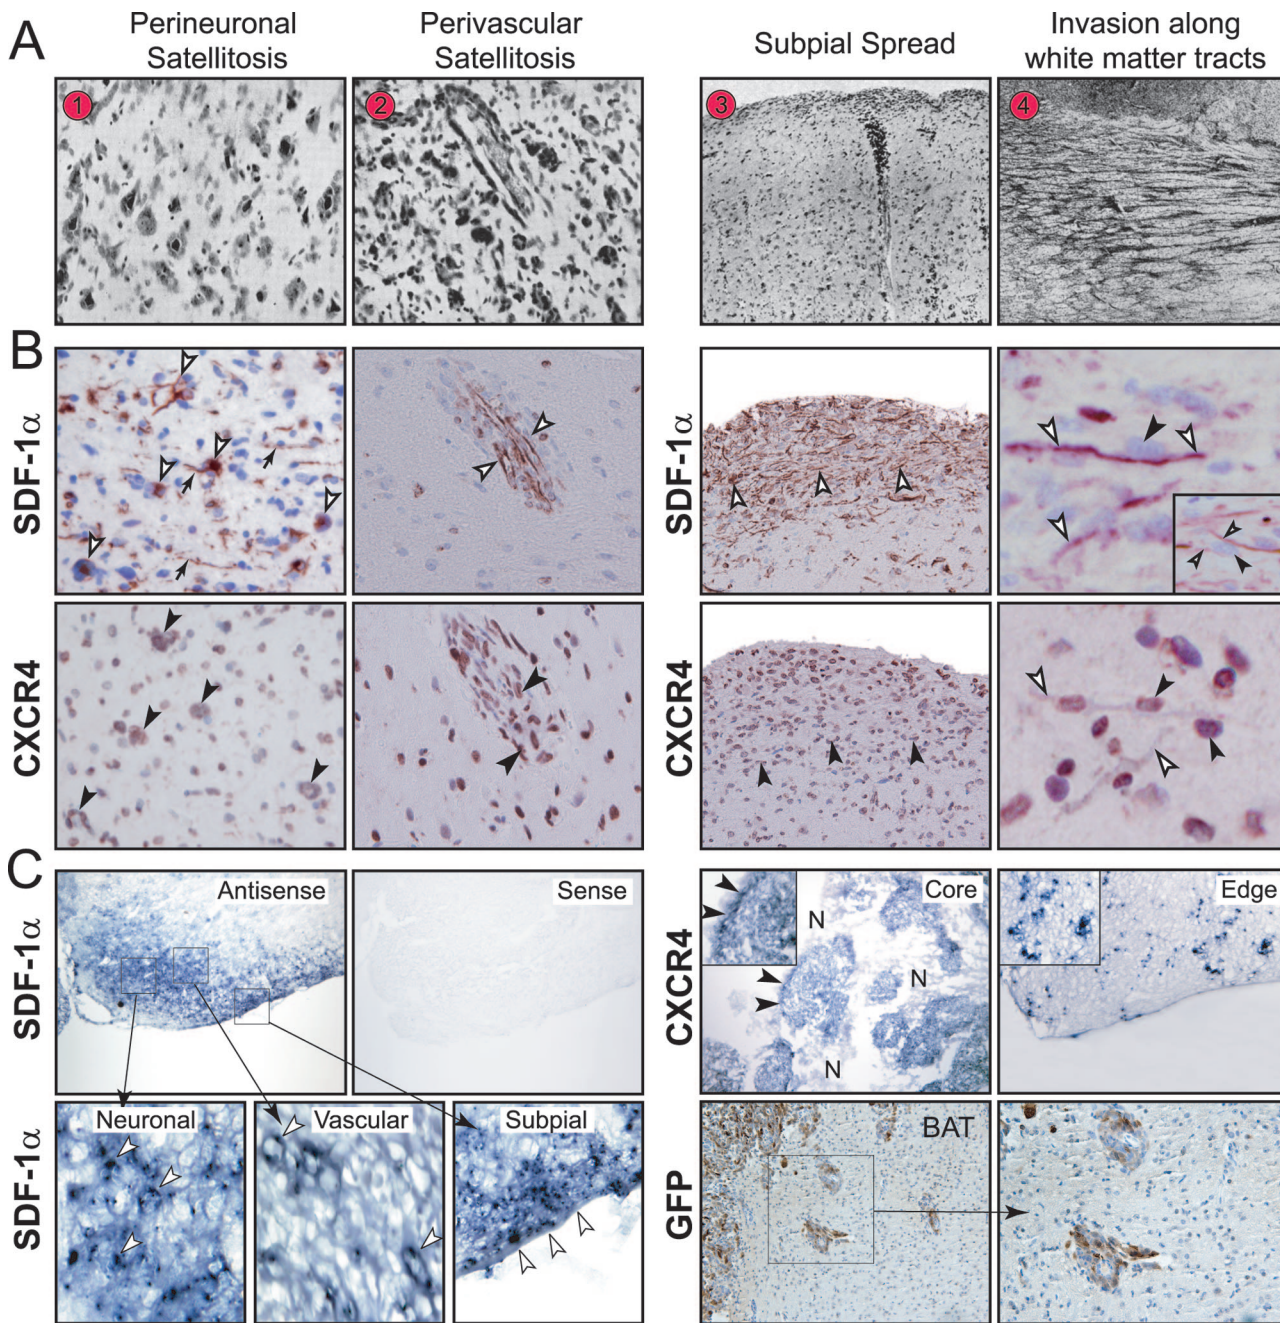 A
Perineuronal
Satellitosis
Perivascular
Satellitosis
Subpial Spread
Invasion along
white matter tracts
1
2
3
4
B
SDF-1α
SDF-1α
CXCR4
CXCR4
C
SDF-1α
Antisense
Sense
CXCR4
Core
N
N
N
Edge
SDF-1α
Neuronal
Vascular
Subpial
GFP
BAT